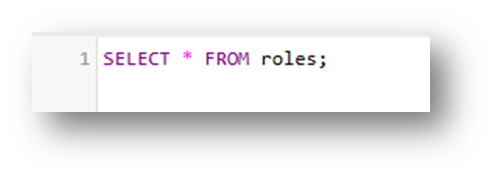 1 SELECT * FROM roles;